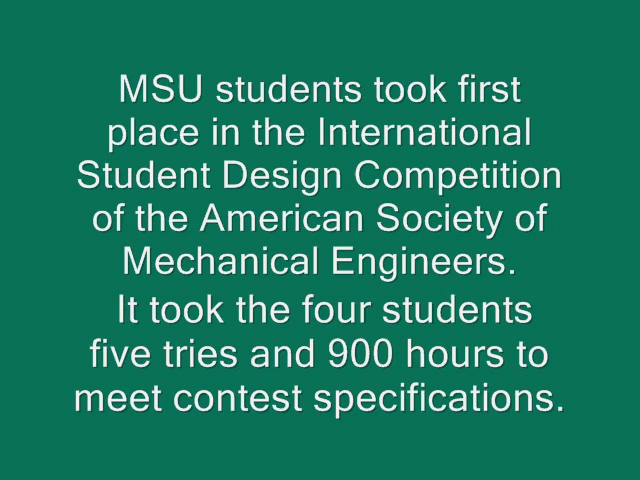 MSU students took first
place in the International
Student Design Competition
of the American Society of
Mechanical Engineers.
It took the four students
five tries and 900 hours to
meet contest specifications.